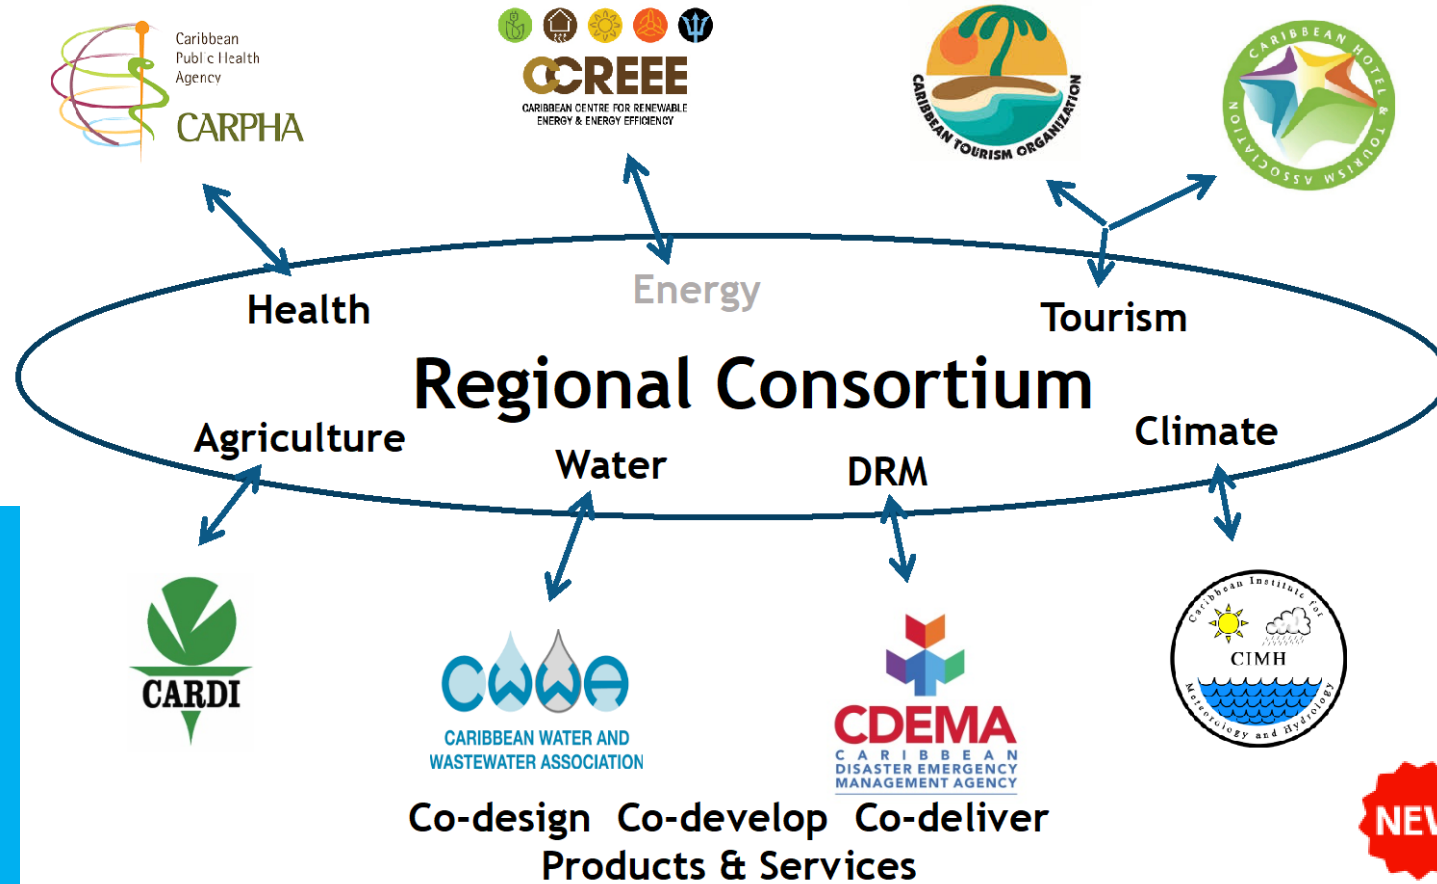 Caribbean
Public Health
Agency
CARPHA
CCREEE
CARIBBEAN CENTRE FOR RENEWABLE
ENERGY & ENERGY EFFICIENCY
CARIBBEAN TOURISM ORGANIZATION
CARIBBEAN HOTEL & TOURISM ASSOCIATION
Health
Energy
Tourism
Regional Consortium
Agriculture
Water
DRM
Climate
CARDI
CWWA
CARIBBEAN WATER AND
WASTEWATER ASSOCIATION
CDEMA
CARIBBEAN
DISASTER EMERGENCY
MANAGEMENT AGENCY
Caribbean Institute for
CIMH
Meteorology and Hydrology
Co-design Co-develop Co-deliver
Products & Services